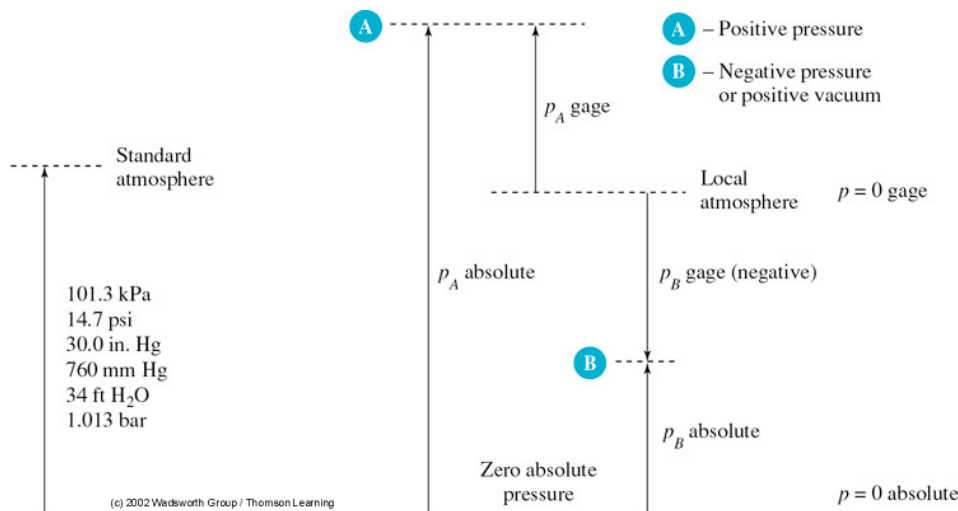 A
A – Positive pressure
B – Negative pressure
or positive vacuum
p_A gage
Standard
atmosphere
Local
atmosphere
p = 0 gage
p_A absolute
p_B gage (negative)
101.3 kPa
14.7 psi
30.0 in. Hg
760 mm Hg
34 ft H₂O
1.013 bar
B
p_B absolute
Zero absolute
pressure
p = 0 absolute
(c) 2002 Wadsworth Group / Thomson Learning